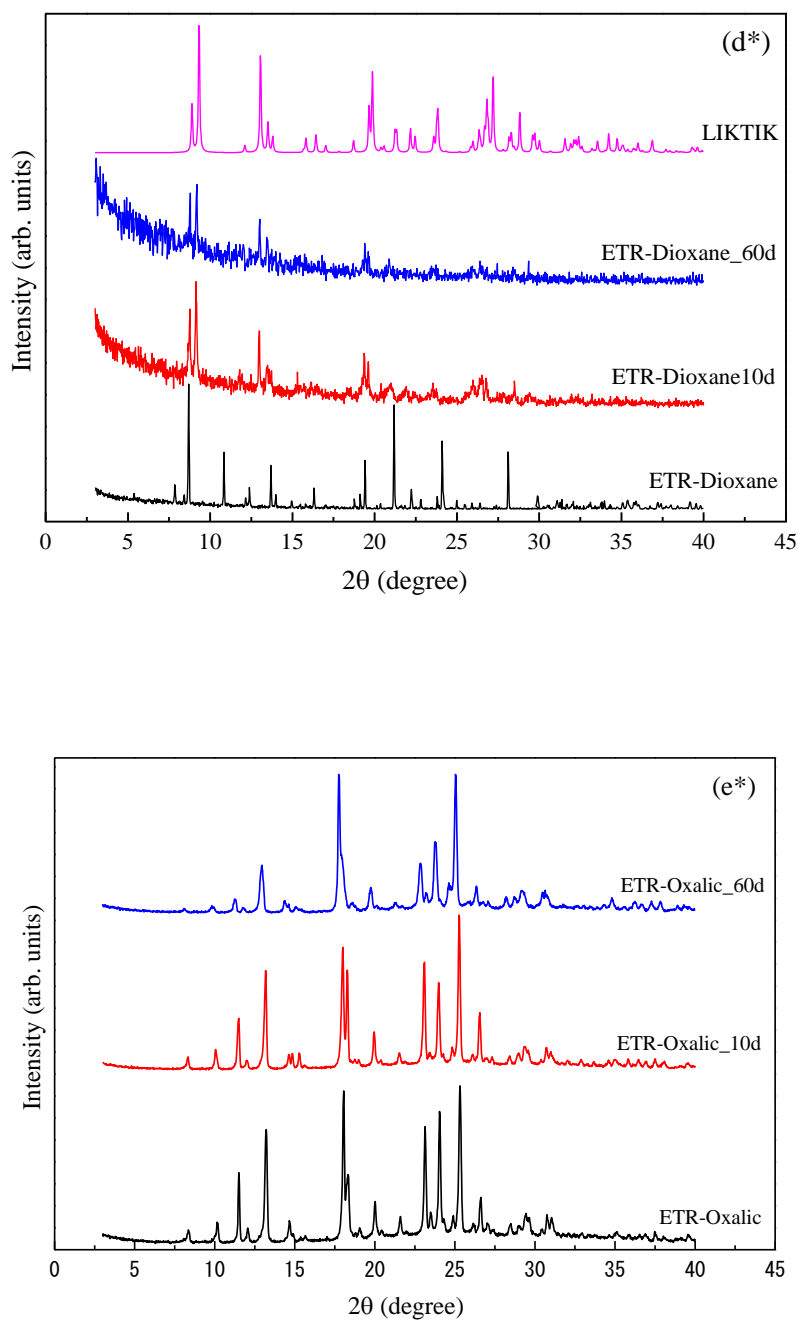 (d*)
LIKTIK
ETR-Dioxane_60d
ETR-Dioxane10d
ETR-Dioxane
Intensity (arb. units)
0 5 10 15 20 25 30 35 40 45
2θ (degree)
(e*)
ETR-Oxalic_60d
ETR-Oxalic_10d
ETR-Oxalic
Intensity (arb. units)
0 5 10 15 20 25 30 35 40 45
2θ (degree)